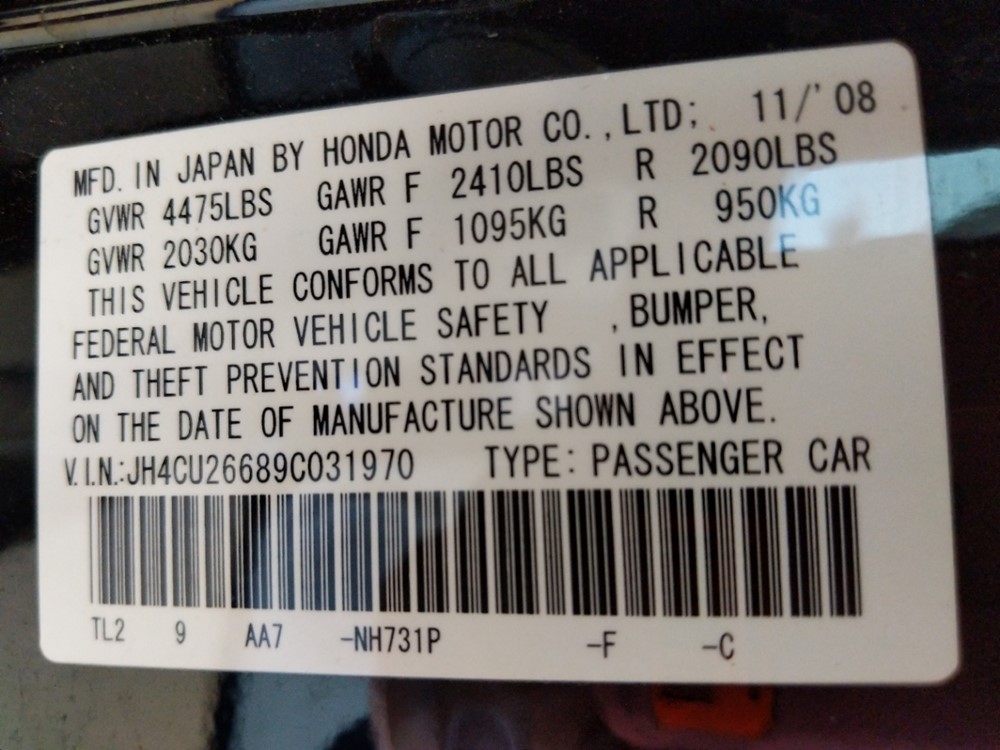 MFD. IN JAPAN BY HONDA MOTOR CO., LTD; 11/'08
GVWR 4475LBS GAWR F 2410LBS R 2090LBS
GVWR 2030KG GAWR F 1095KG R 950KG
THIS VEHICLE CONFORMS TO ALL APPLICABLE
FEDERAL MOTOR VEHICLE SAFETY , BUMPER,
AND THEFT PREVENTION STANDARDS IN EFFECT
ON THE DATE OF MANUFACTURE SHOWN ABOVE.
V.I.N.:JH4CU26689C031970 TYPE: PASSENGER CAR
TL2 9 AA7 -NH731P -F -C